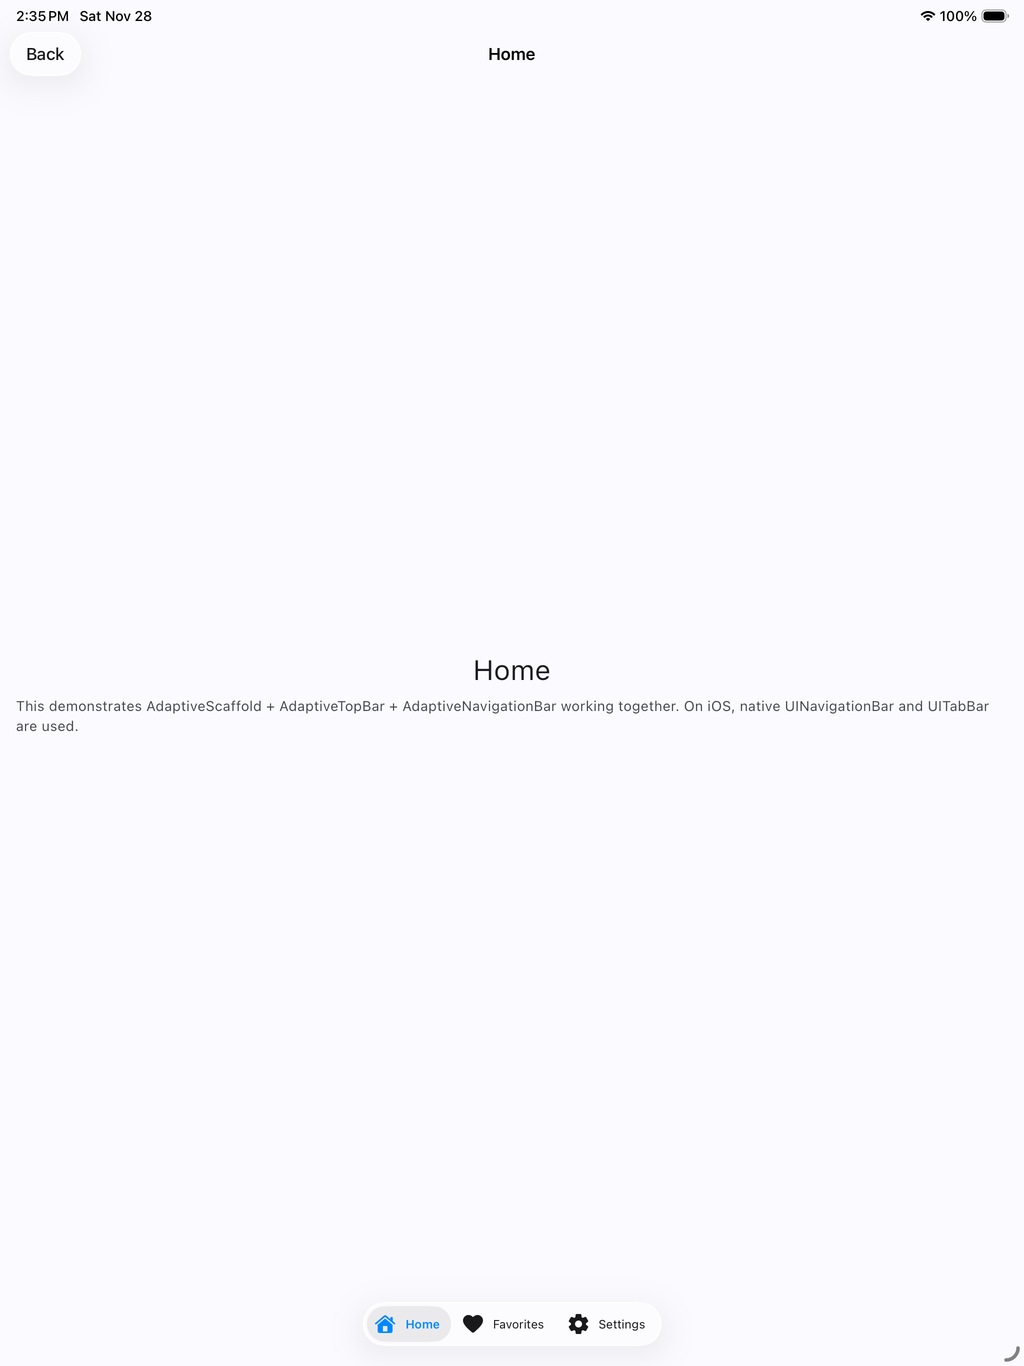 2:35 PM Sat Nov 28 100%
Back Home
Home
This demonstrates AdaptiveScaffold + AdaptiveTopBar + AdaptiveNavigationBar working together. On iOS, native UINavigationBar and UITabBar
are used.
Home Favorites Settings